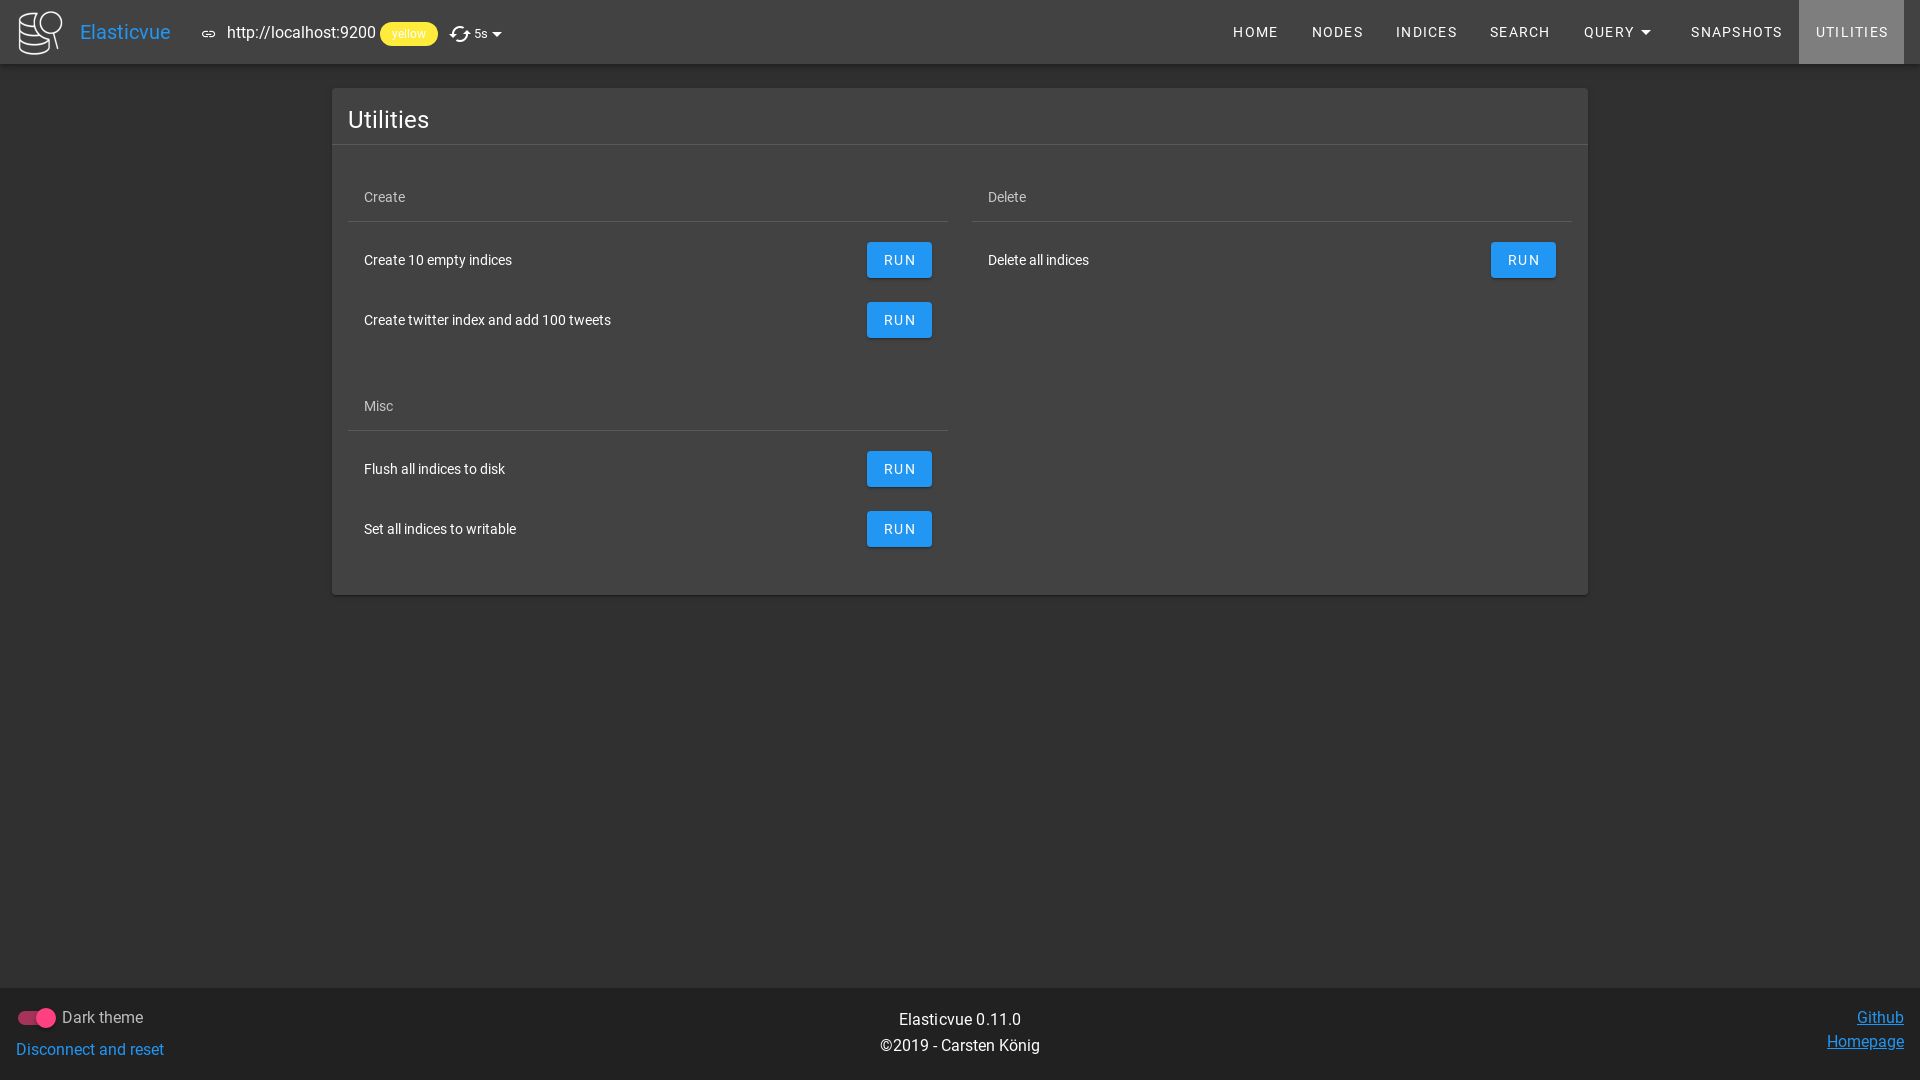 Elasticvue http://localhost:9200 yellow 5s HOME NODES INDICES SEARCH QUERY SNAPSHOTS UTILITIES
Utilities
Create
Create 10 empty indices RUN
Create twitter index and add 100 tweets RUN
Delete
Delete all indices RUN
Misc
Flush all indices to disk RUN
Set all indices to writable RUN
Dark theme
Disconnect and reset
Elasticvue 0.11.0
©2019 - Carsten König
Github
Homepage